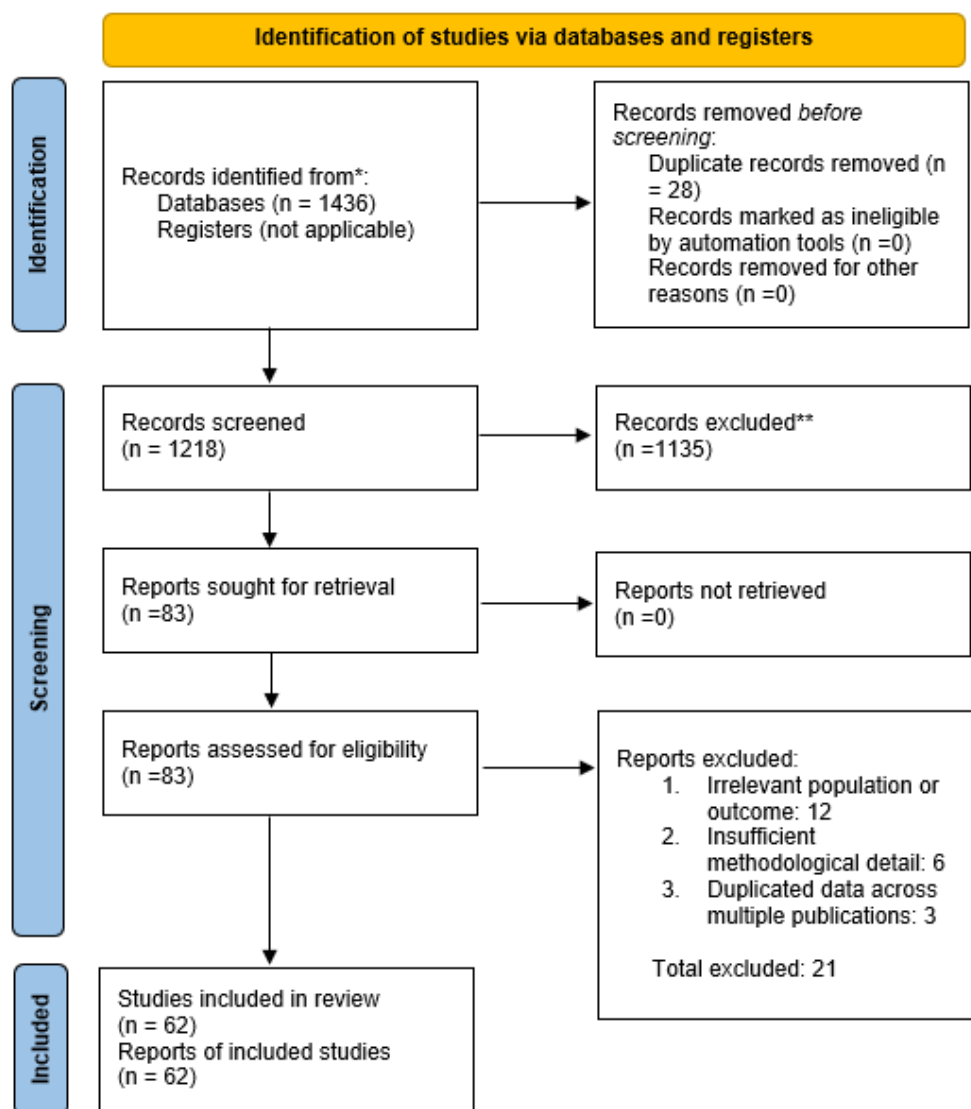 Identification of studies via databases and registers
Identification
Records identified from*:
Databases (n = 1436)
Registers (not applicable)
Records removed before
screening:
Duplicate records removed (n
= 28)
Records marked as ineligible
by automation tools (n =0)
Records removed for other
reasons (n =0)
Screening
Records screened
(n = 1218)
Records excluded**
(n =1135)
Reports sought for retrieval
(n =83)
Reports not retrieved
(n =0)
Reports assessed for eligibility
(n =83)
Reports excluded:
1. Irrelevant population or
outcome: 12
2. Insufficient
methodological detail: 6
3. Duplicated data across
multiple publications: 3
Total excluded: 21
Included
Studies included in review
(n = 62)
Reports of included studies
(n = 62)